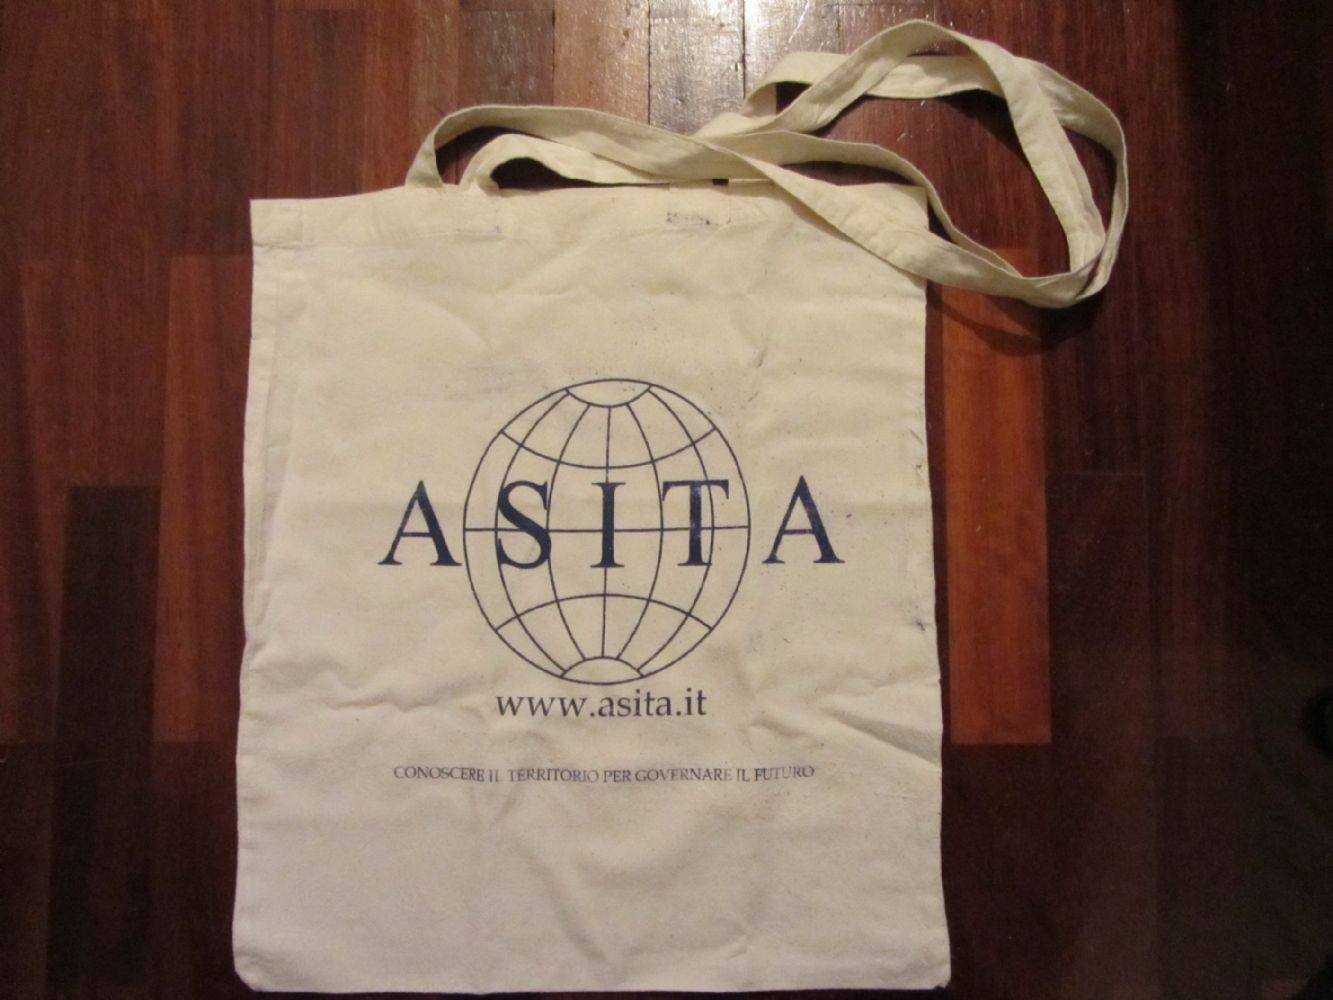 ASITA
www.asita.it
CONOSCERE IL TERRITORIO PER GOVERNARE IL FUTURO